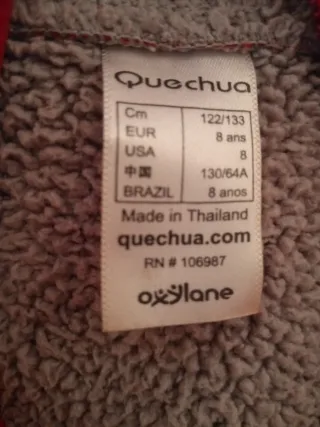 Quechua
Cm 122/133
EUR 8 ans
USA 8
中国 130/64A
BRAZIL 8 anos
Made in Thailand
quechua.com
RN # 106987
oxylane